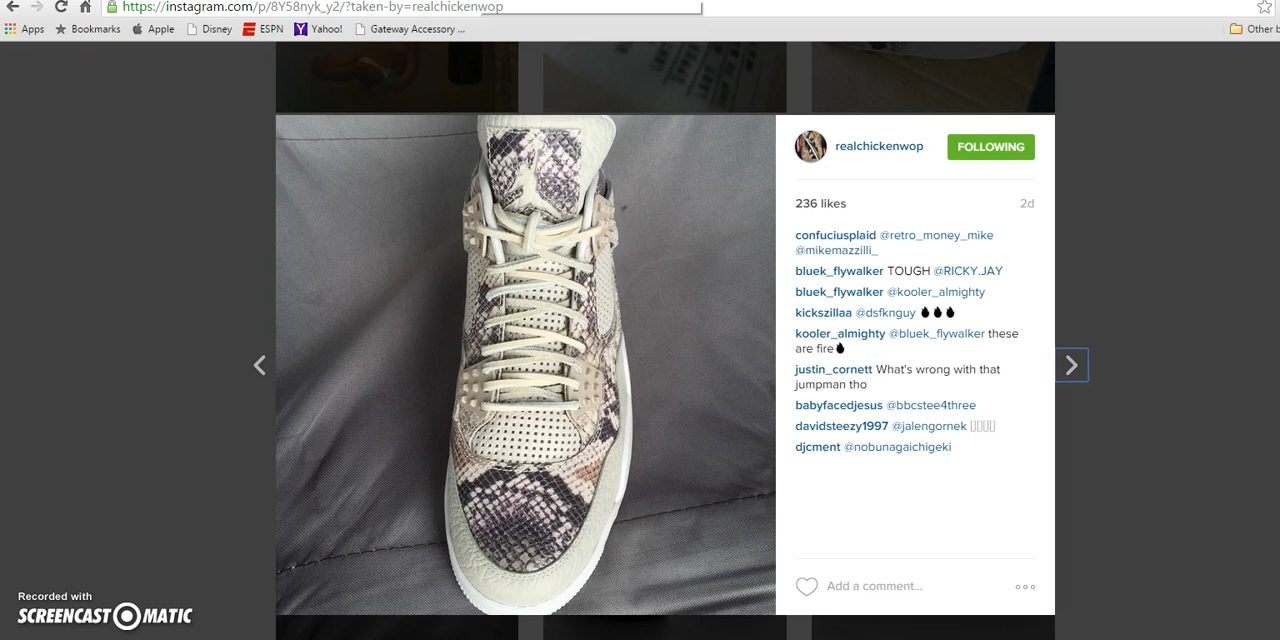 https://instagram.com/p/8Y58nyk_y2/?taken-by=realchickenwop
Apps Bookmarks Apple Disney ESPN Yahoo! Gateway Accessory ... Other b
realchickenwop FOLLOWING
236 likes 2d
confuciusplaid @retro_money_mike
@mikemazzilli_
bluek_flywalker TOUGH @RICKY.JAY
bluek_flywalker @kooler_almighty
kickszillaa @dsfknguy
kooler_almighty @bluek_flywalker these
are fire
justin_cornett What's wrong with that
jumpman tho
babyfacedjesus @bbcstee4three
davidsteezy1997 @jalengornek
djcment @nobunagaichigeki
Add a comment...
Recorded with
SCREENCAST-O-MATIC